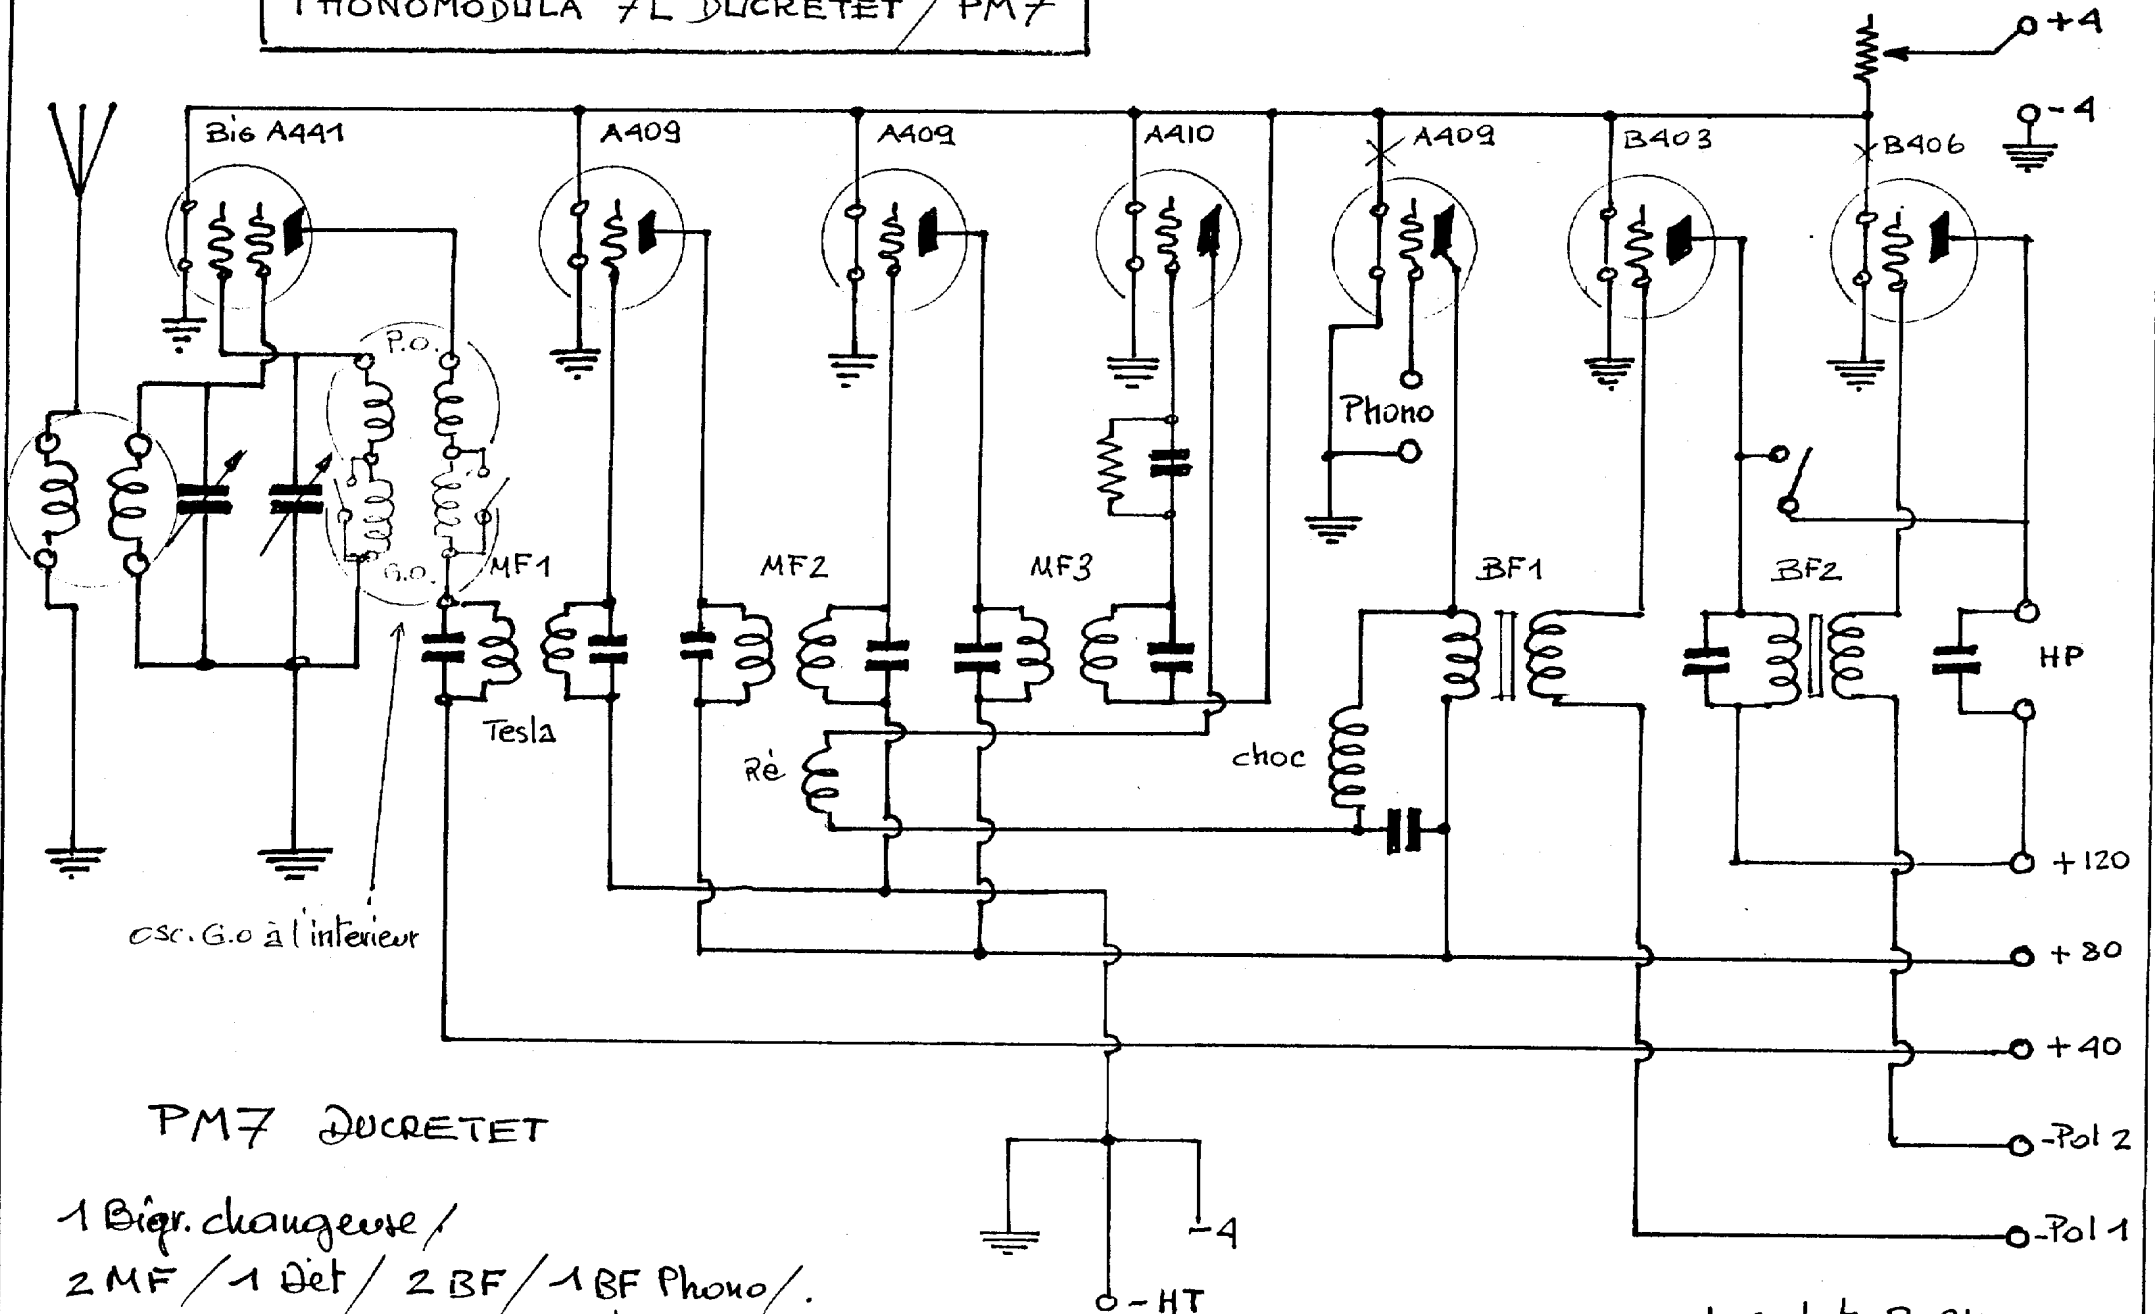 PHONOMODULA 7L DUCRETET / PM7
+4
-4
Big A441
A409
A409
A410
A409
B403
B406
P.O.
Phono
G.O.
MF1
MF2
MF3
BF1
BF2
HP
Tesla
Ré
choc
+120
osc. G.o à l'interieur
+80
+40
PM7 DUCRETET
-Pol 2
1 Bigr. changeuse /
-4
-Pol 1
2 MF / 1 Dét / 2 BF / 1 BF Phono /.
-HT